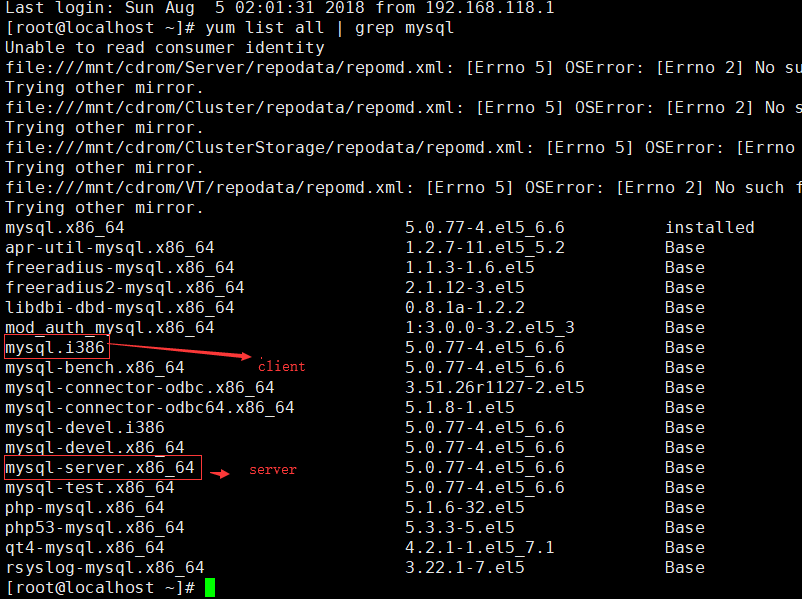 Last login: Sun Aug  5 02:01:31 2018 from 192.168.118.1
[root@localhost ~]# yum list all | grep mysql
Unable to read consumer identity
file:///mnt/cdrom/Server/repodata/repomd.xml: [Errno 5] OSError: [Errno 2] No su
Trying other mirror.
file:///mnt/cdrom/Cluster/repodata/repomd.xml: [Errno 5] OSError: [Errno 2] No s
Trying other mirror.
file:///mnt/cdrom/ClusterStorage/repodata/repomd.xml: [Errno 5] OSError: [Errno
Trying other mirror.
file:///mnt/cdrom/VT/repodata/repomd.xml: [Errno 5] OSError: [Errno 2] No such f
Trying other mirror.
mysql.x86_64 5.0.77-4.el5_6.6 installed
apr-util-mysql.x86_64 1.2.7-11.el5_5.2 Base
freeradius-mysql.x86_64 1.1.3-1.6.el5 Base
freeradius2-mysql.x86_64 2.1.12-3.el5 Base
libdbi-dbd-mysql.x86_64 0.8.1a-1.2.2 Base
mod_auth_mysql.x86_64 1:3.0.0-3.2.el5_3 Base
mysql.i386 5.0.77-4.el5_6.6 Base
client
mysql-bench.x86_64 5.0.77-4.el5_6.6 Base
mysql-connector-odbc.x86_64 3.51.26r1127-2.el5 Base
mysql-connector-odbc64.x86_64 5.1.8-1.el5 Base
mysql-devel.i386 5.0.77-4.el5_6.6 Base
mysql-devel.x86_64 5.0.77-4.el5_6.6 Base
mysql-server.x86_64 server 5.0.77-4.el5_6.6 Base
mysql-test.x86_64 5.0.77-4.el5_6.6 Base
php-mysql.x86_64 5.1.6-32.el5 Base
php53-mysql.x86_64 5.3.3-5.el5 Base
qt4-mysql.x86_64 4.2.1-1.el5_7.1 Base
rsyslog-mysql.x86_64 3.22.1-7.el5 Base
[root@localhost ~]#